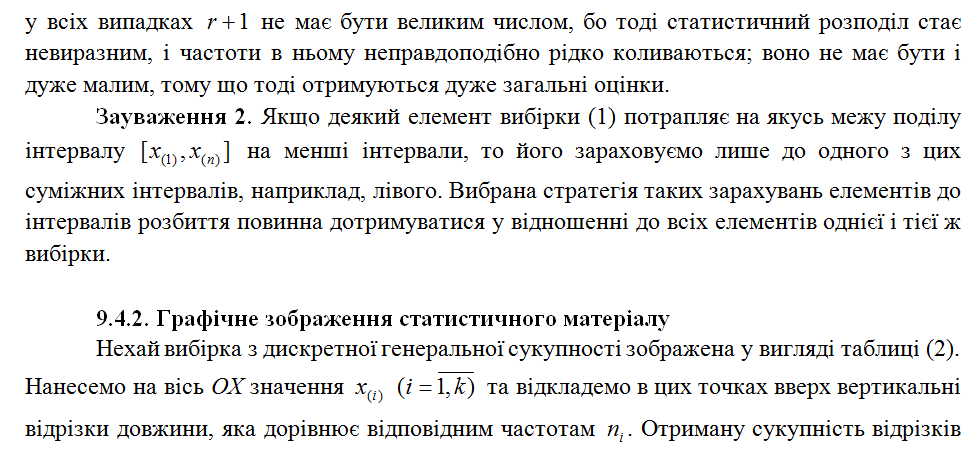 у всіх випадках r + 1 не має бути великим числом, бо тоді статистичний розподіл стає
невиразним, і частоти в ньому неправдоподібно рідко коливаються; воно не має бути і
дуже малим, тому що тоді отримуються дуже загальні оцінки.
Зауваження 2. Якщо деякий елемент вибірки (1) потрапляє на якусь межу поділу
інтервалу [x₍₁₎, x₍ₙ₎] на менші інтервали, то його зараховуємо лише до одного з цих
суміжних інтервалів, наприклад, лівого. Вибрана стратегія таких зарахувань елементів до
інтервалів розбиття повинна дотримуватися у відношенні до всіх елементів однієї і тієї ж
вибірки.
9.4.2. Графічне зображення статистичного матеріалу
Нехай вибірка з дискретної генеральної сукупності зображена у вигляді таблиці (2).
Нанесемо на вісь OX значення x₍ᵢ₎ (i = 1,k̅) та відкладемо в цих точках вверх вертикальні
відрізки довжини, яка дорівнює відповідним частотам nᵢ. Отриману сукупність відрізків